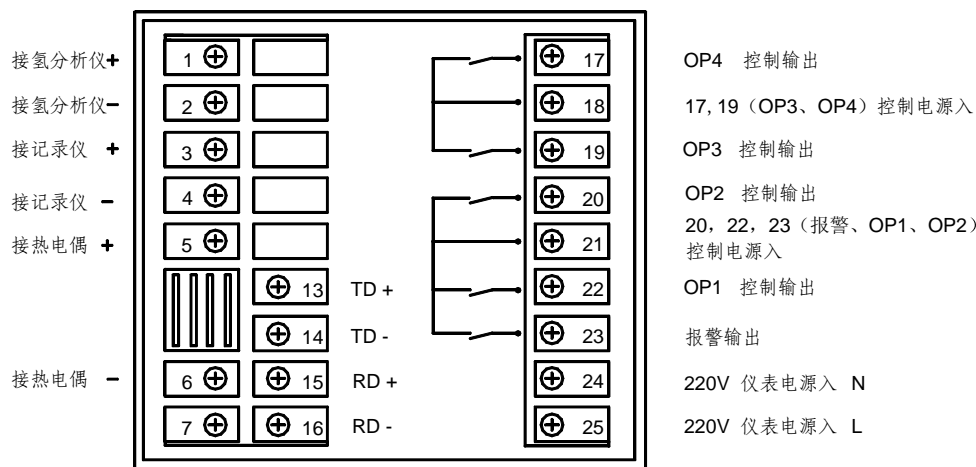 接氢分析仪+ 1 17 OP4 控制输出
接氢分析仪- 2 18 17, 19（OP3、OP4）控制电源入
接记录仪 + 3 19 OP3 控制输出
接记录仪 - 4 20 OP2 控制输出
接热电偶 + 5 21 20，22，23（报警、OP1、OP2）
控制电源入
13 TD + 22 OP1 控制输出
14 TD - 23 报警输出
接热电偶 - 6 15 RD + 24 220V 仪表电源入 N
7 16 RD - 25 220V 仪表电源入 L